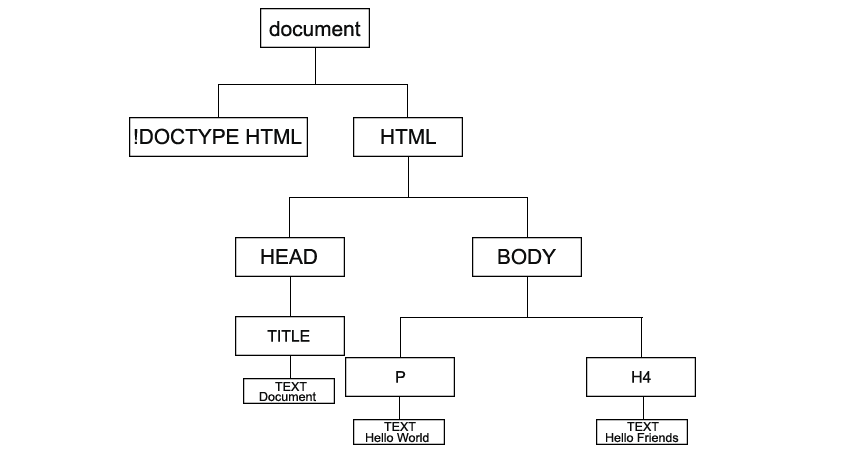 document
!DOCTYPE HTML
HTML
HEAD
BODY
TITLE
TEXT
Document
P
H4
TEXT
Hello World
TEXT
Hello Friends